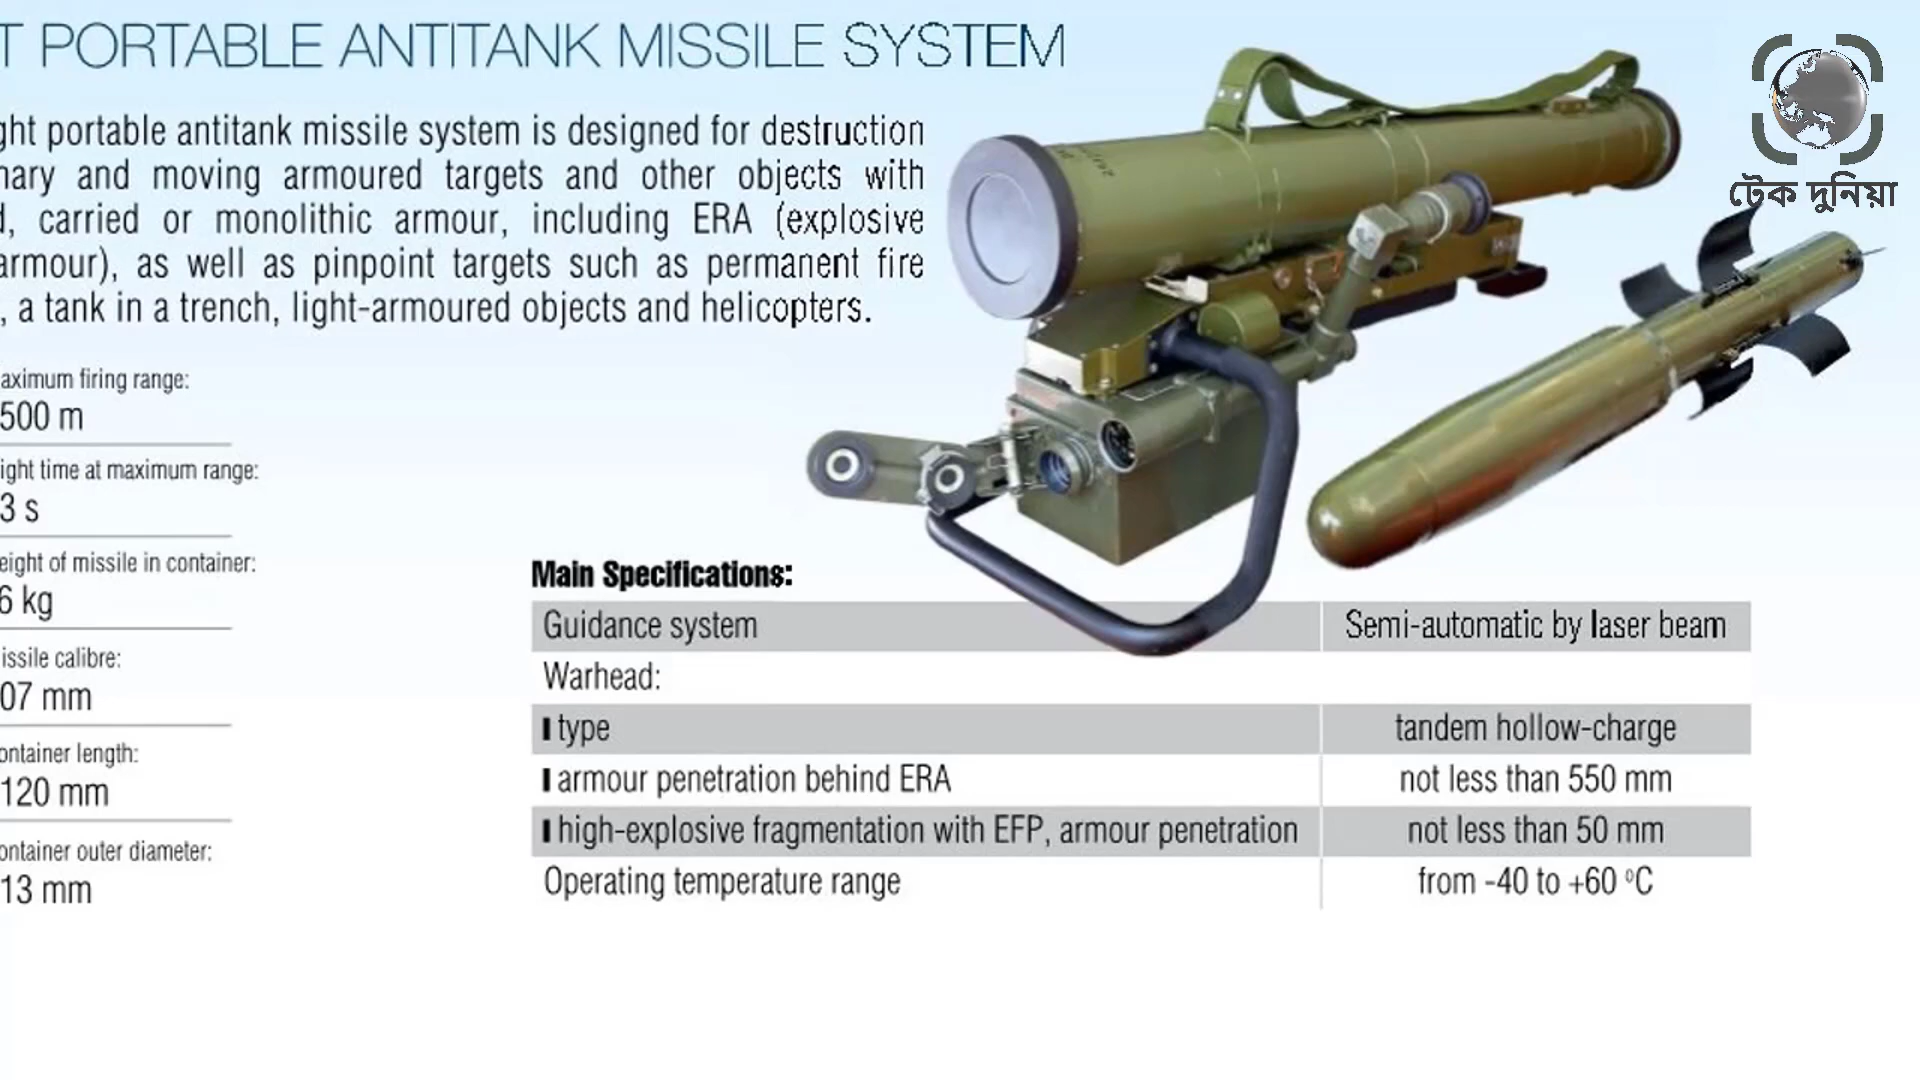 T PORTABLE ANTITANK MISSILE SYSTEM
টেক দুনিয়া
ght portable antitank missile system is designed for destruction
nary and moving armoured targets and other objects with
d, carried or monolithic armour, including ERA (explosive
armour), as well as pinpoint targets such as permanent fire
, a tank in a trench, light-armoured objects and helicopters.
aximum firing range:
500 m
ight time at maximum range:
3 s
eight of missile in container:
6 kg
issile calibre:
07 mm
ontainer length:
120 mm
ontainer outer diameter:
13 mm
Main Specifications:
Guidance system Semi-automatic by laser beam
Warhead:
type tandem hollow-charge
armour penetration behind ERA not less than 550 mm
high-explosive fragmentation with EFP, armour penetration not less than 50 mm
Operating temperature range from -40 to +60 ⁰C